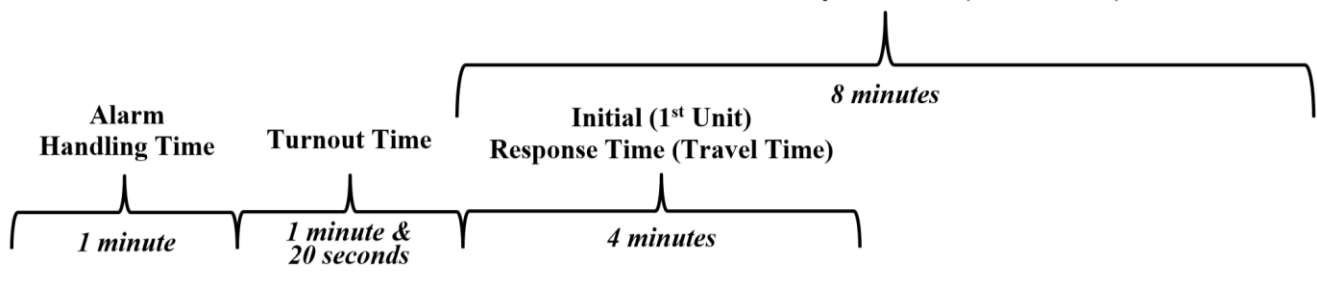 8 minutes
Alarm
Handling Time
Turnout Time
Initial (1st Unit)
Response Time (Travel Time)
1 minute
1 minute &
20 seconds
4 minutes